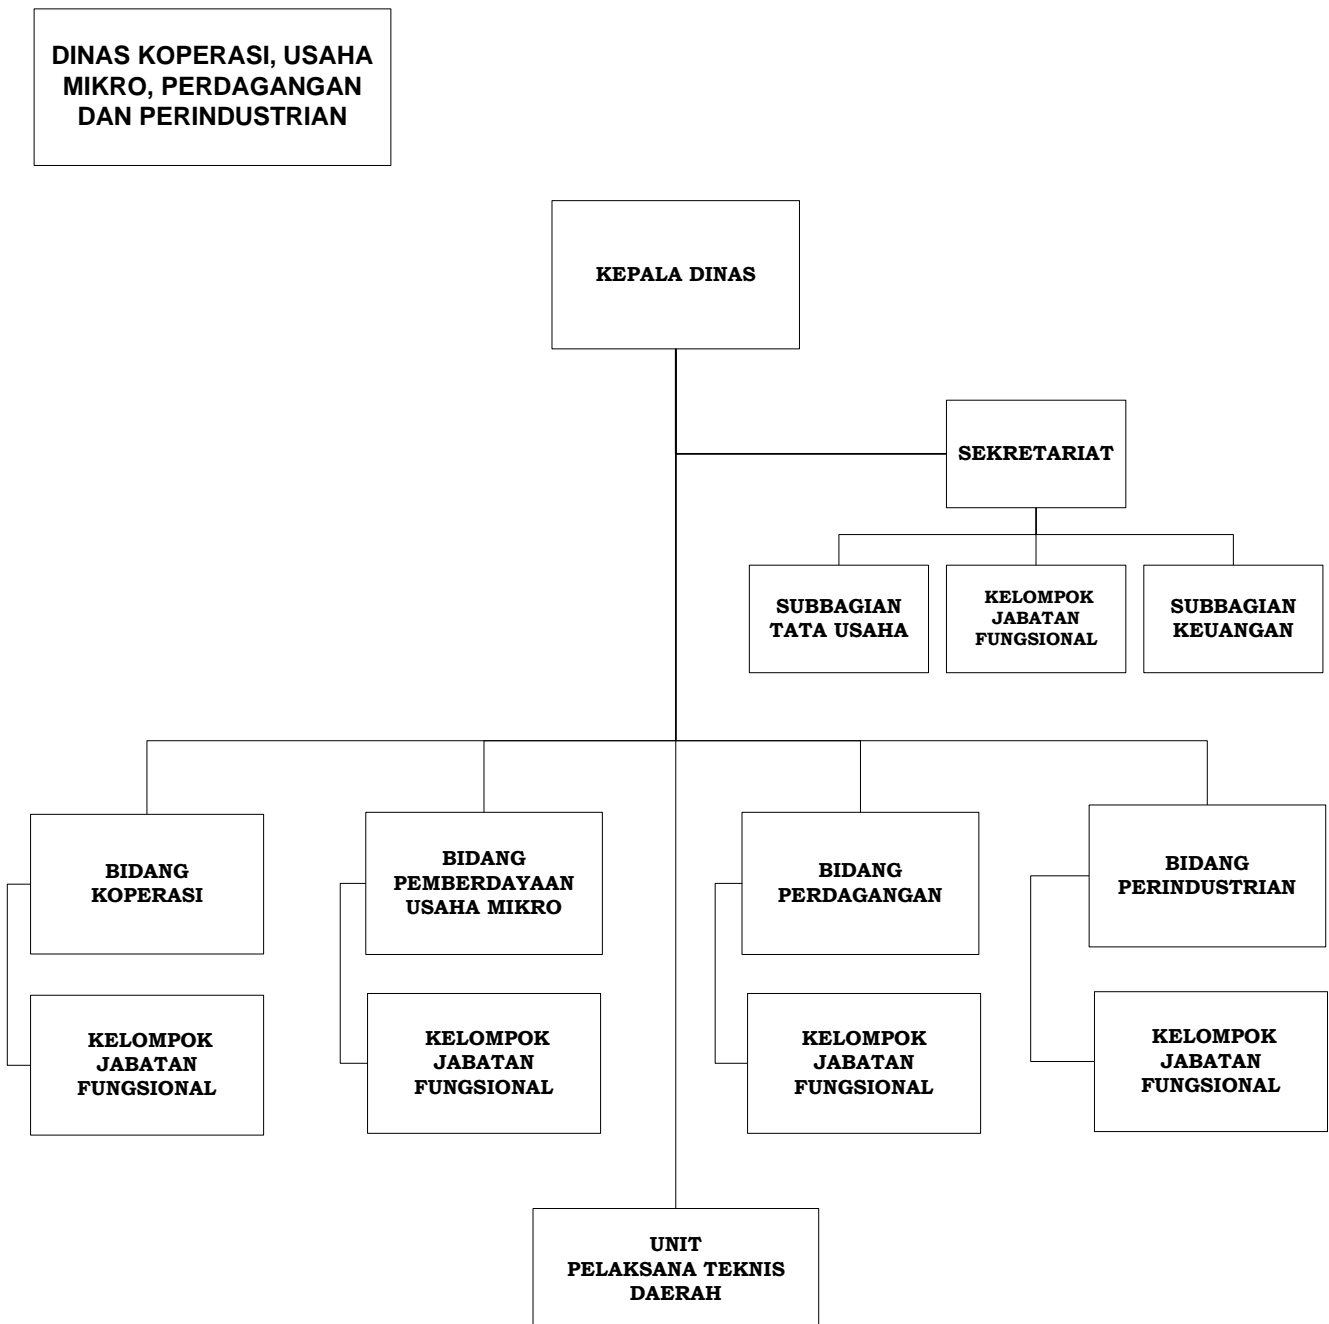 DINAS KOPERASI, USAHA
MIKRO, PERDAGANGAN
DAN PERINDUSTRIAN
KEPALA DINAS
SEKRETARIAT
SUBBAGIAN
TATA USAHA
KELOMPOK
JABATAN
FUNGSIONAL
SUBBAGIAN
KEUANGAN
BIDANG
KOPERASI
BIDANG
PEMBERDAYAAN
USAHA MIKRO
BIDANG
PERDAGANGAN
BIDANG
PERINDUSTRIAN
KELOMPOK
JABATAN
FUNGSIONAL
KELOMPOK
JABATAN
FUNGSIONAL
KELOMPOK
JABATAN
FUNGSIONAL
KELOMPOK
JABATAN
FUNGSIONAL
UNIT
PELAKSANA TEKNIS
DAERAH